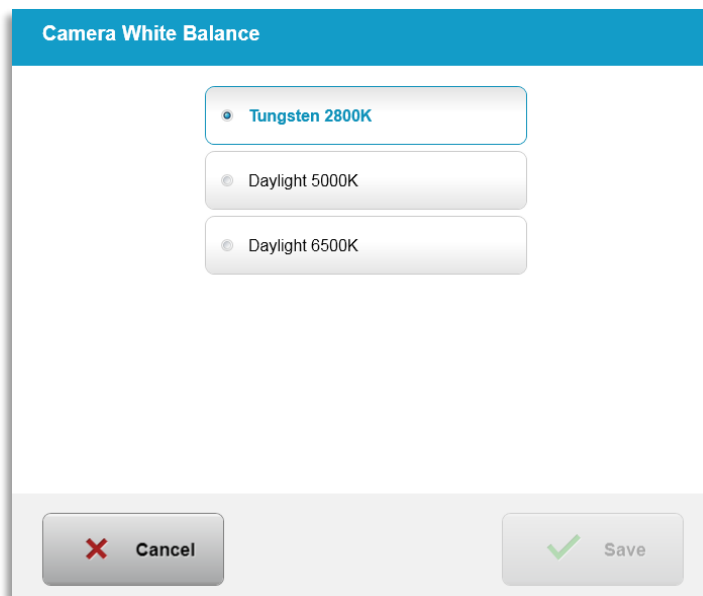 Camera White Balance
Tungsten 2800K
Daylight 5000K
Daylight 6500K
Cancel
Save